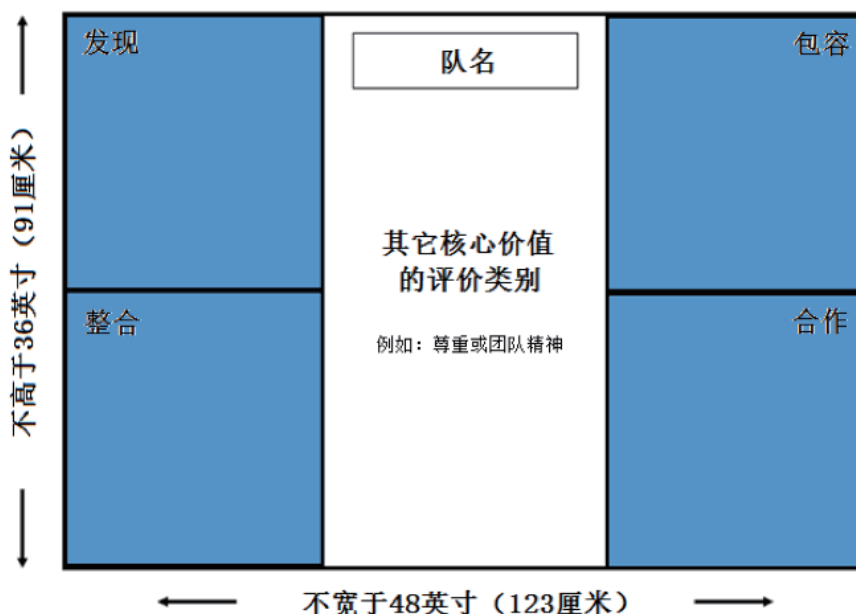 发现
队名
包容
不高于36英寸（91厘米）
其它核心价值
的评价类别
例如：尊重或团队精神
整合
合作
不宽于48英寸（123厘米）